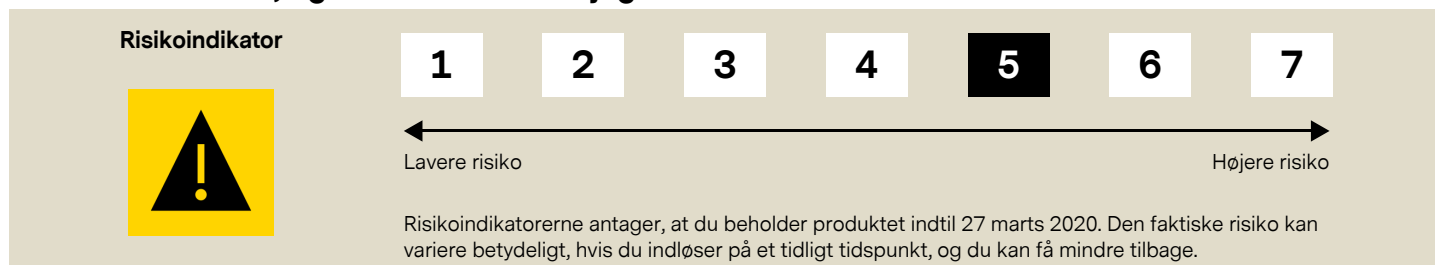 Risikoindikator
1 2 3 4 5 6 7
Lavere risiko
Højere risiko
Risikoindikatorerne antager, at du beholder produktet indtil 27 marts 2020. Den faktiske risiko kan
variere betydeligt, hvis du indløser på et tidligt tidspunkt, og du kan få mindre tilbage.